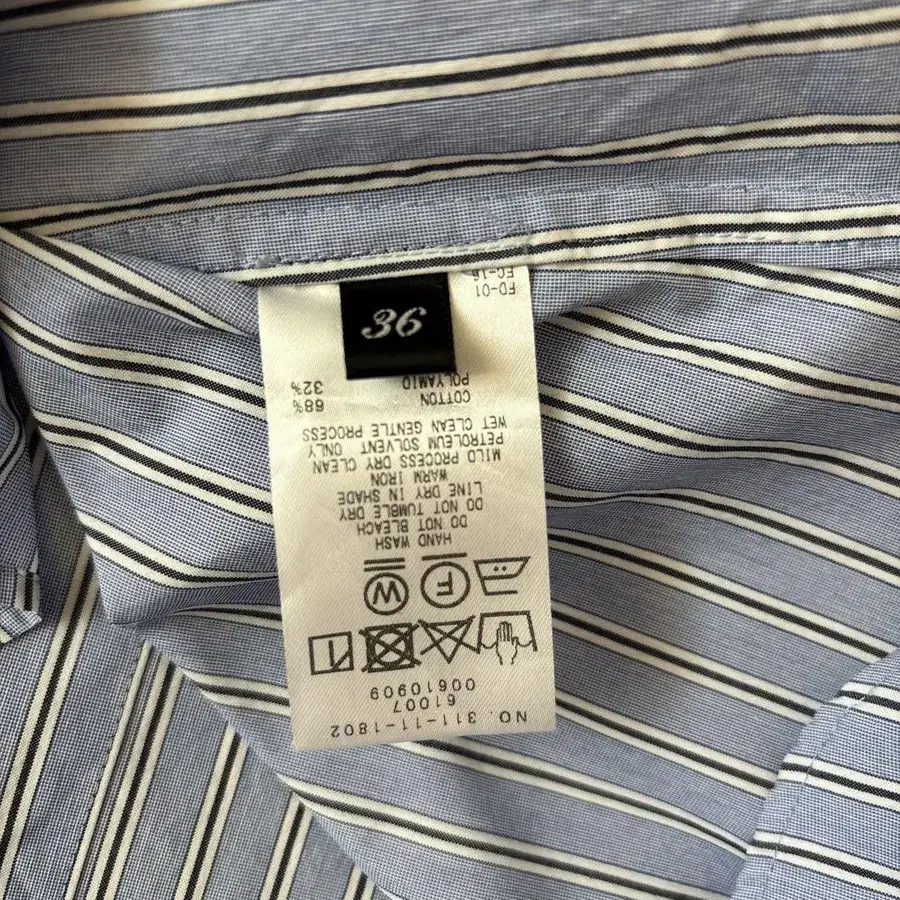 36
NO. 311-11-1802
61007
00610909
F W
HAND WASH
DO NOT BLEACH
DO NOT TUMBLE DRY
LINE DRY IN SHADE
WARM IRON
MILD PROCESS DRY CLEAN
PETROLEUM SOLVENT ONLY
WET CLEAN GENTLE PROCESS
COTTON 68%
POLYAMID 32%
FD-01
FC-16